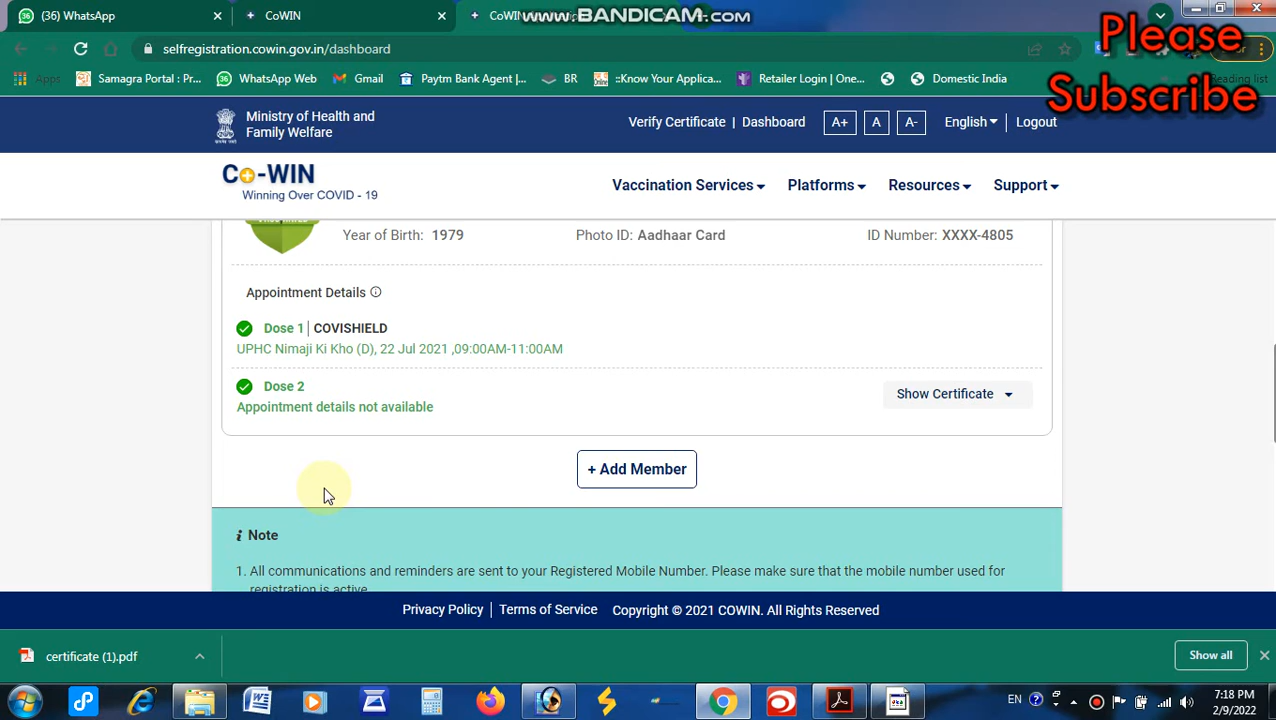 (36) WhatsApp
CoWIN
CoWIN
www.BANDICAM.com
selfregistration.cowin.gov.in/dashboard
Please
Subscribe
Apps
Samagra Portal : Pr...
WhatsApp Web
Gmail
Paytm Bank Agent |...
BR
::Know Your Applica...
Retailer Login | One...
Domestic India
Reading list
Ministry of Health and
Family Welfare
Verify Certificate | Dashboard
A+
A
A-
English
Logout
Co-WIN
Winning Over COVID - 19
Vaccination Services
Platforms
Resources
Support
Year of Birth: 1979
Photo ID: Aadhaar Card
ID Number: XXXX-4805
Appointment Details
Dose 1 | COVISHIELD
UPHC Nimaji Ki Kho (D), 22 Jul 2021 ,09:00AM-11:00AM
Dose 2
Appointment details not available
Show Certificate
+ Add Member
i Note
1. All communications and reminders are sent to your Registered Mobile Number. Please make sure that the mobile number used for
registration is active
Privacy Policy | Terms of Service Copyright © 2021 COWIN. All Rights Reserved
certificate (1).pdf
Show all
EN
7:18 PM
2/9/2022